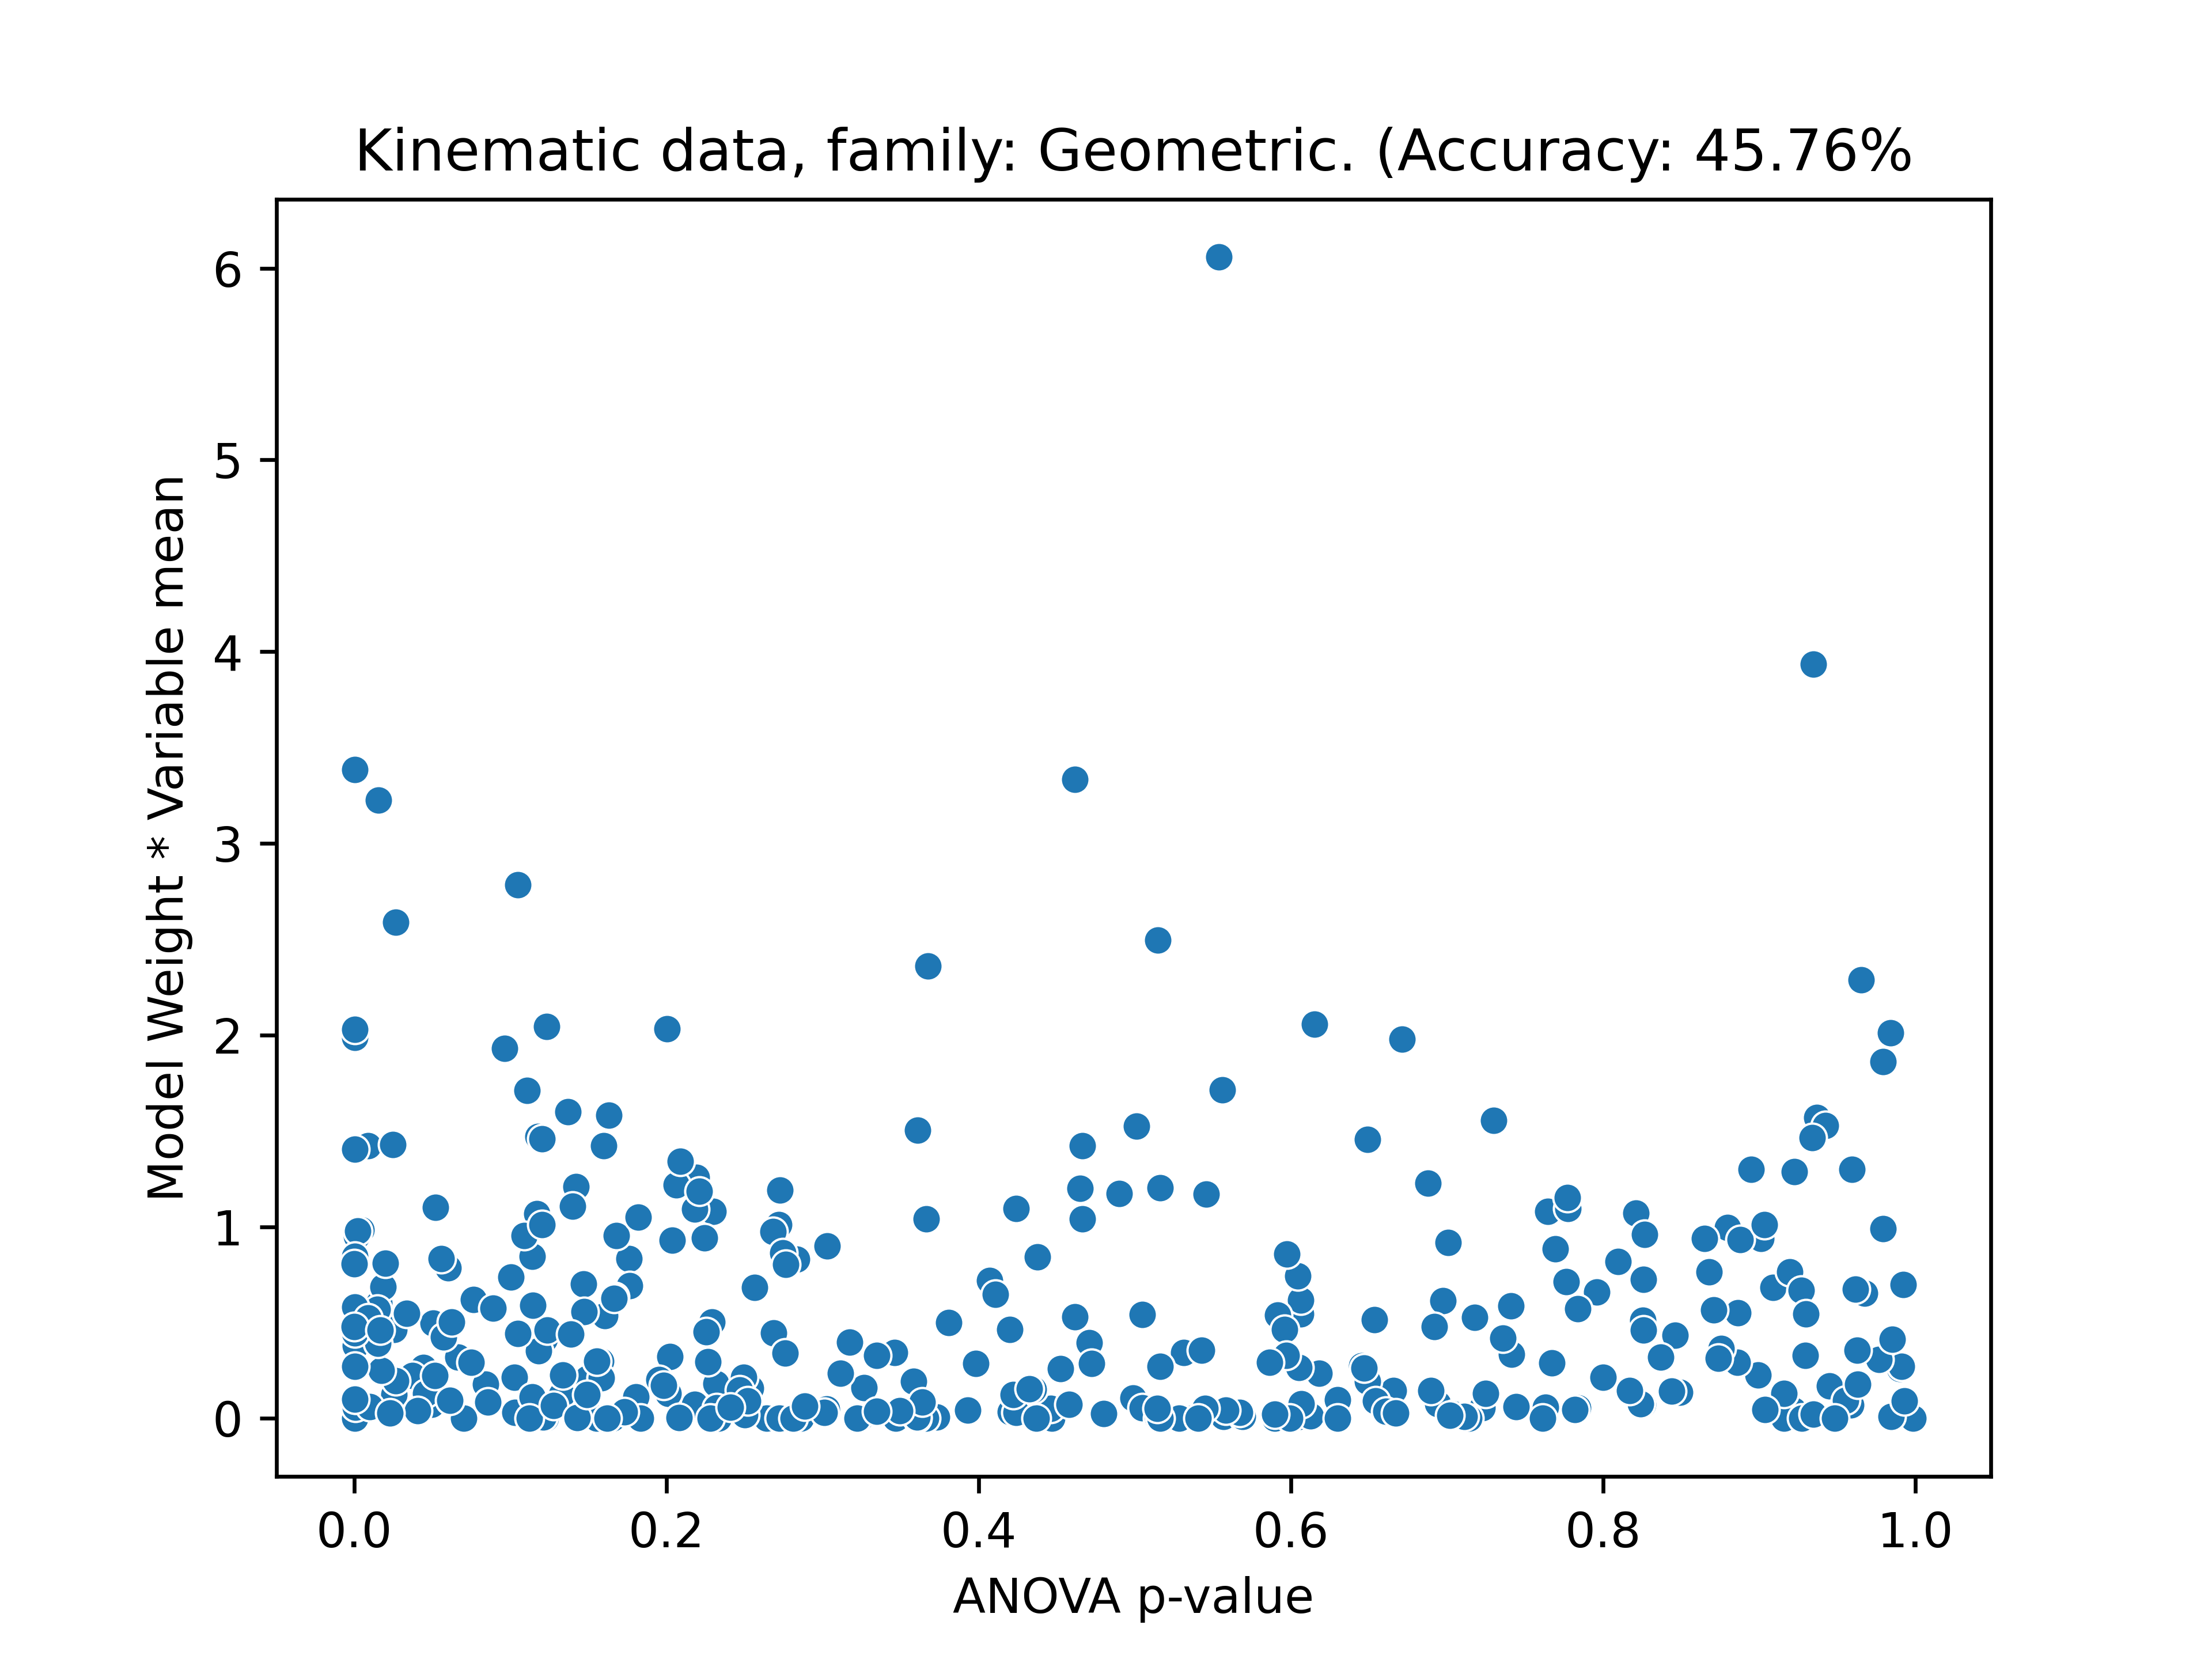 Kinematic data, family: Geometric. (Accuracy: 45.76%
Model Weight * Variable mean
6
5
4
3
2
1
0
0.0 0.2 0.4 0.6 0.8 1.0
ANOVA p-value